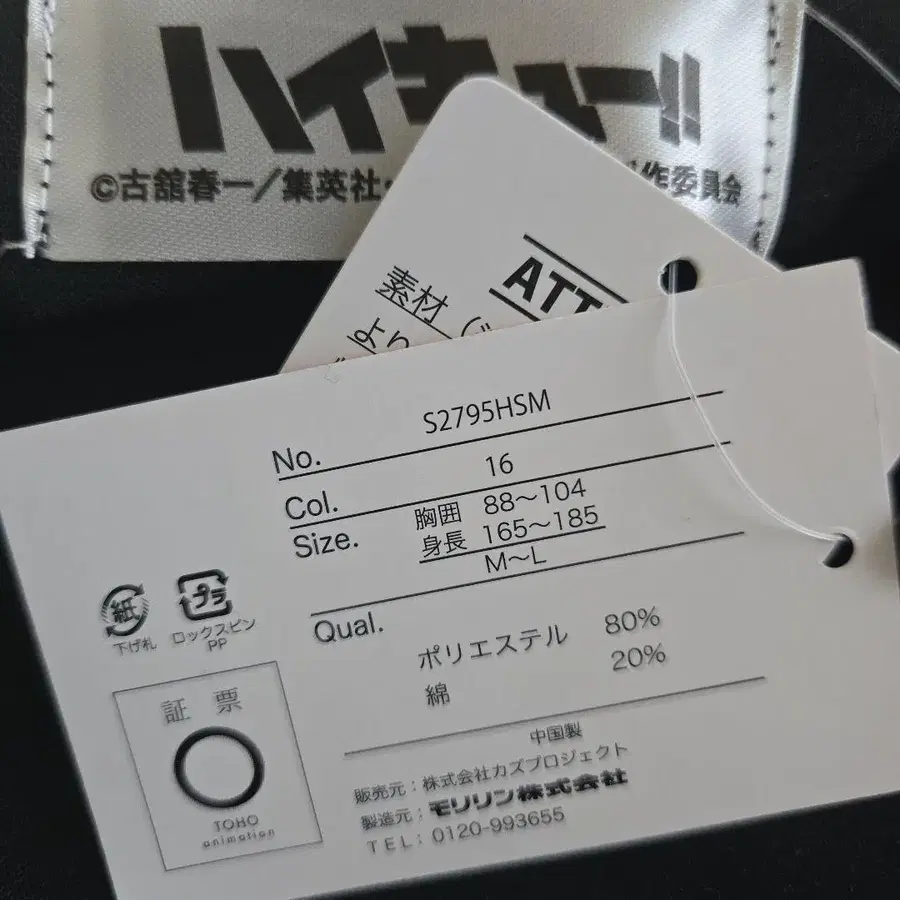 ハイキュー!!
©古舘春一／集英社・
作委員会
ATT
素材
No. S2795HSM
Col. 16
Size. 胸囲 88～104
身長 165～185
M～L
Qual.
ポリエステル 80%
綿 20%
紙
下げ札
プラ
ロックスピン
PP
証票
TOHO
animation
中国製
販売元：株式会社カズプロジェクト
製造元：モリリン株式会社
TEL：0120-993655